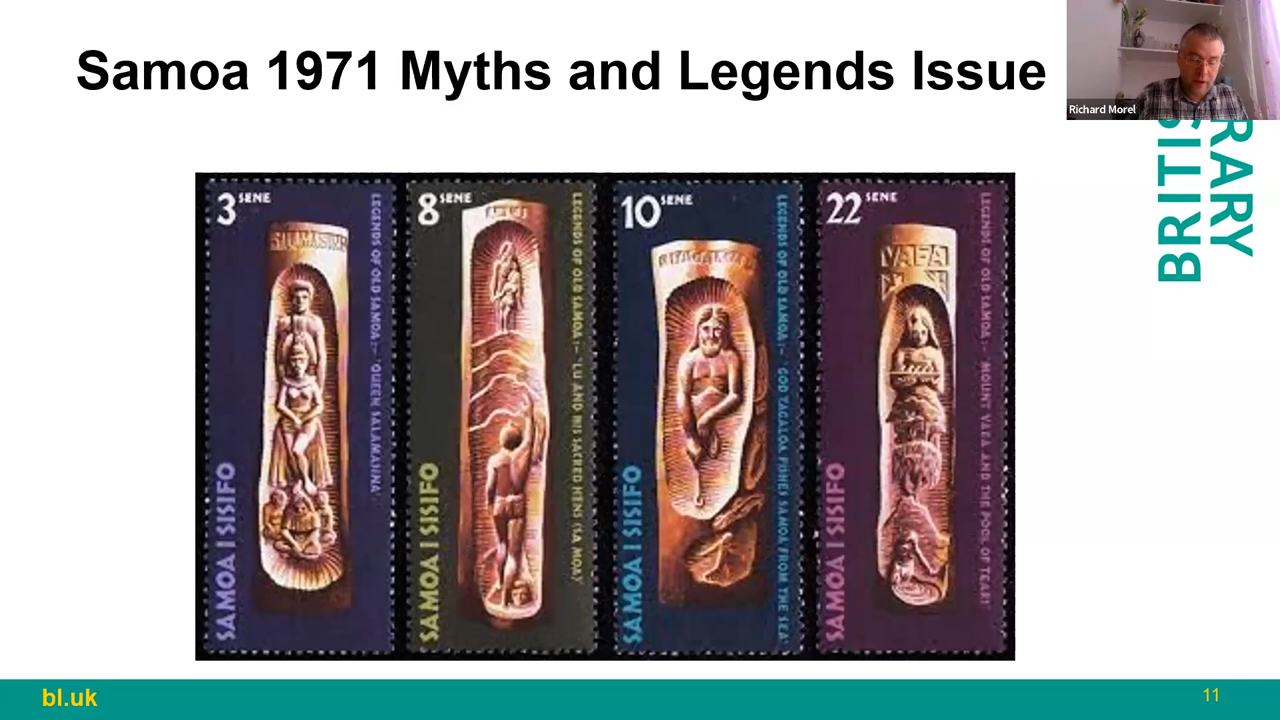 Samoa 1971 Myths and Legends Issue
Richard Morel
BRITIS
RARY
3 SENE
LEGENDS OF OLD SAMOA:– 'QUEEN SALAMASINA'
SAMOA I SISIFO
8 SENE
LEGENDS OF OLD SAMOA:– 'LU AND HIS SACRED HENS (SA MOA)'
SAMOA I SISIFO
10 SENE
LEGENDS OF OLD SAMOA:– 'GOD TAGALOA FISHES SAMOA FROM THE SEA'
SAMOA I SISIFO
22 SENE
VAEA
LEGENDS OF OLD SAMOA:– 'MOUNT VAEA AND THE POOL OF TEARS'
SAMOA I SISIFO
bl.uk
11